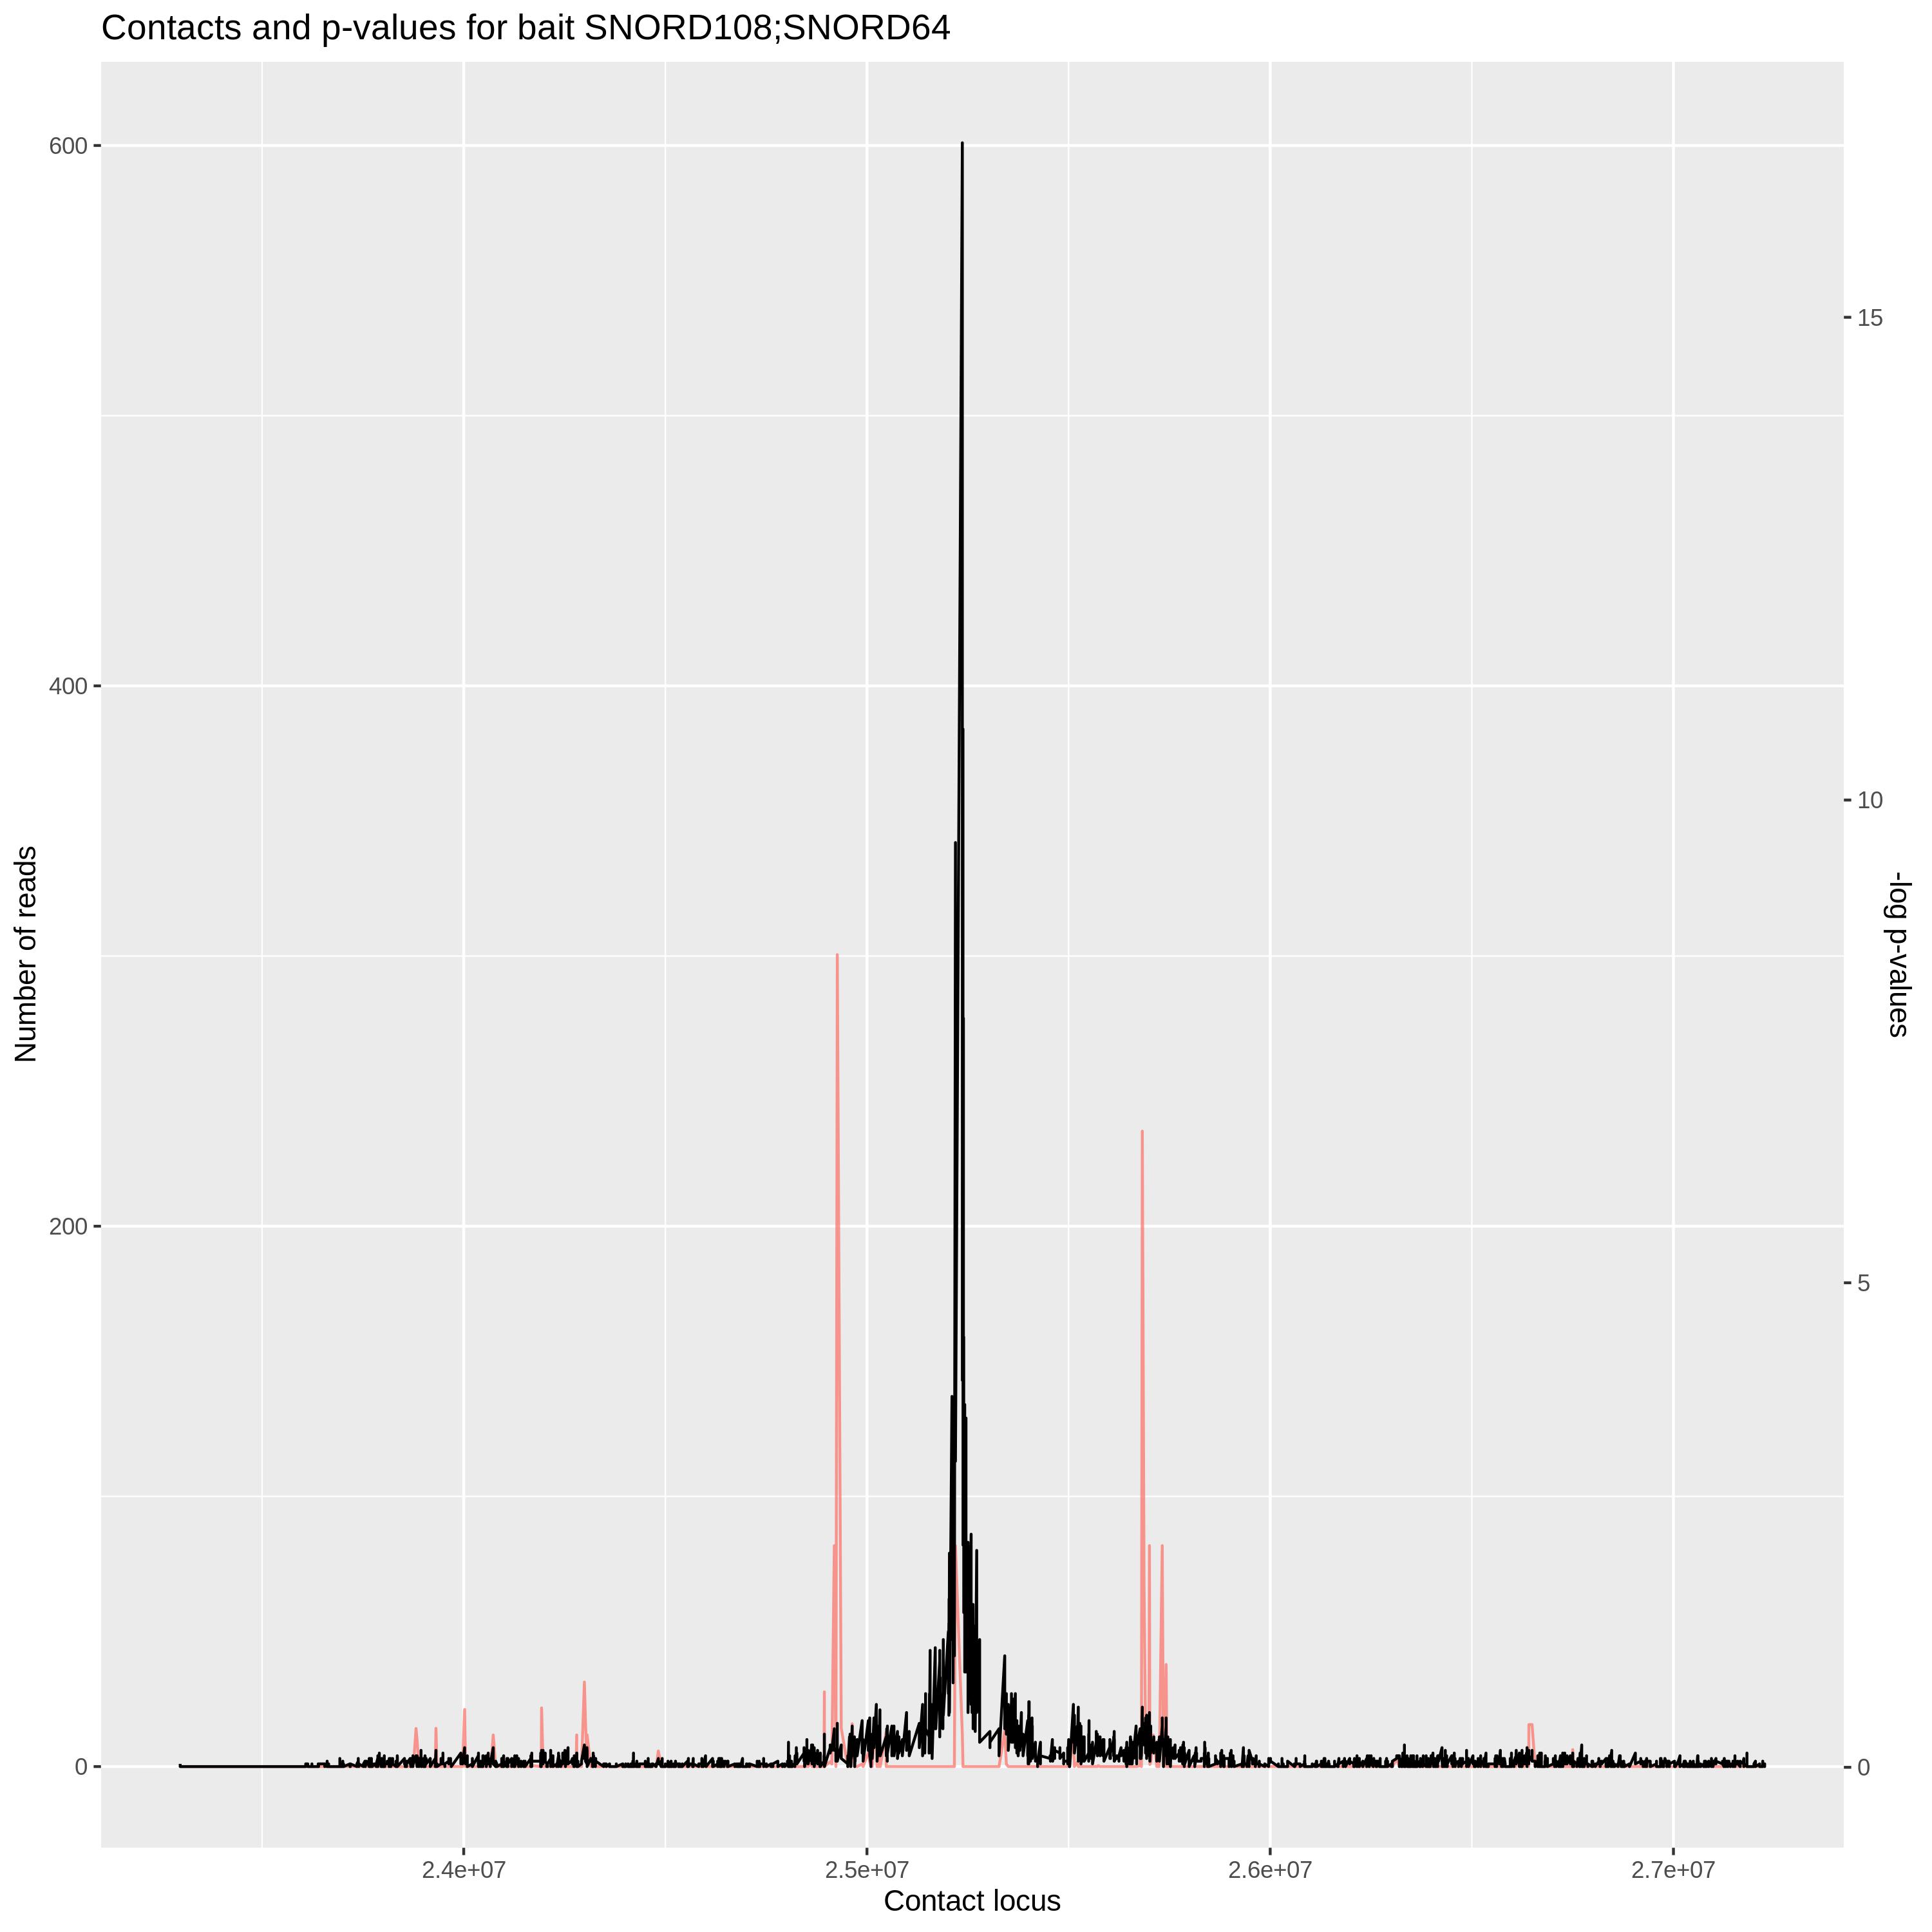 Contacts and p-values for bait SNORD108;SNORD64
600
400
200
0
Number of reads
15
10
5
0
-log p-values
2.4e+07 2.5e+07 2.6e+07 2.7e+07
Contact locus